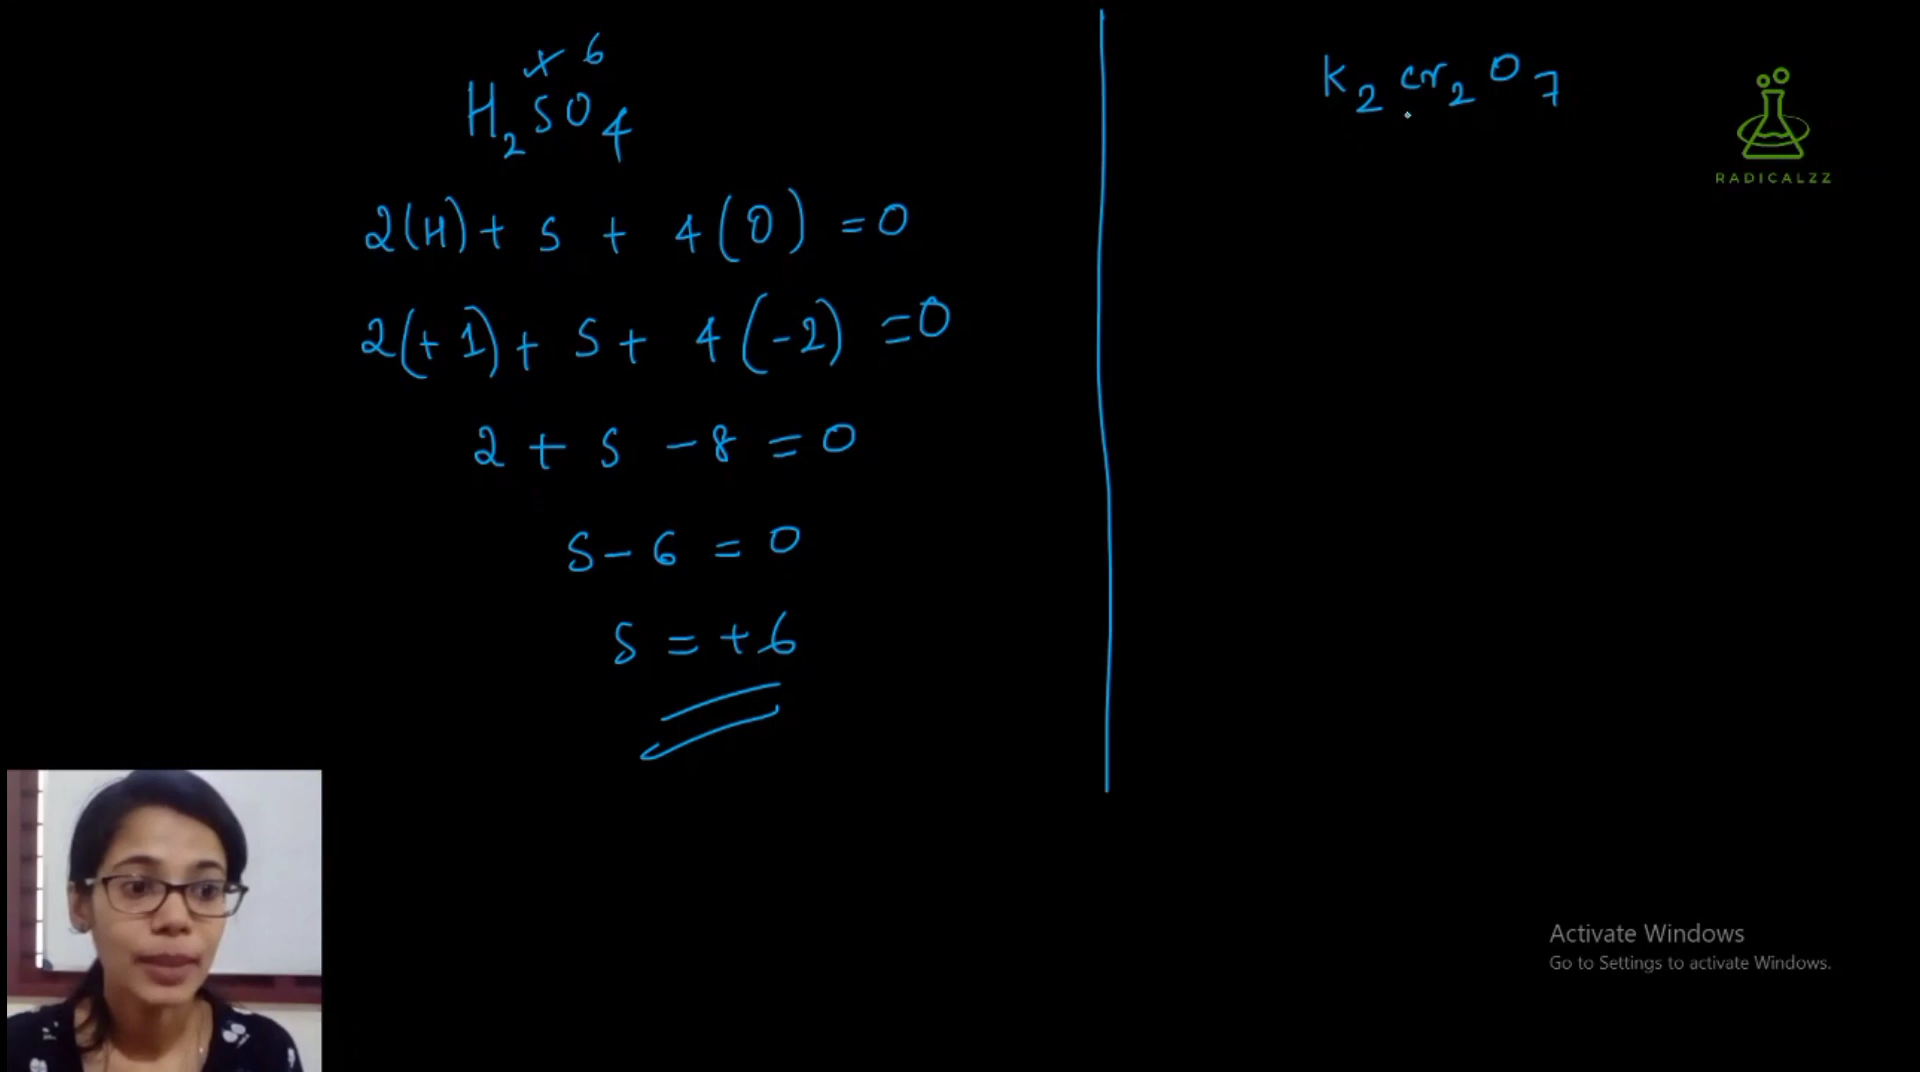 +6
H₂SO₄
2(H) + S + 4(O) = 0
2(+1) + S + 4(-2) = 0
2 + S - 8 = 0
S - 6 = 0
S = +6
K₂cr₂O₇
RADICALZZ
Activate Windows
Go to Settings to activate Windows.